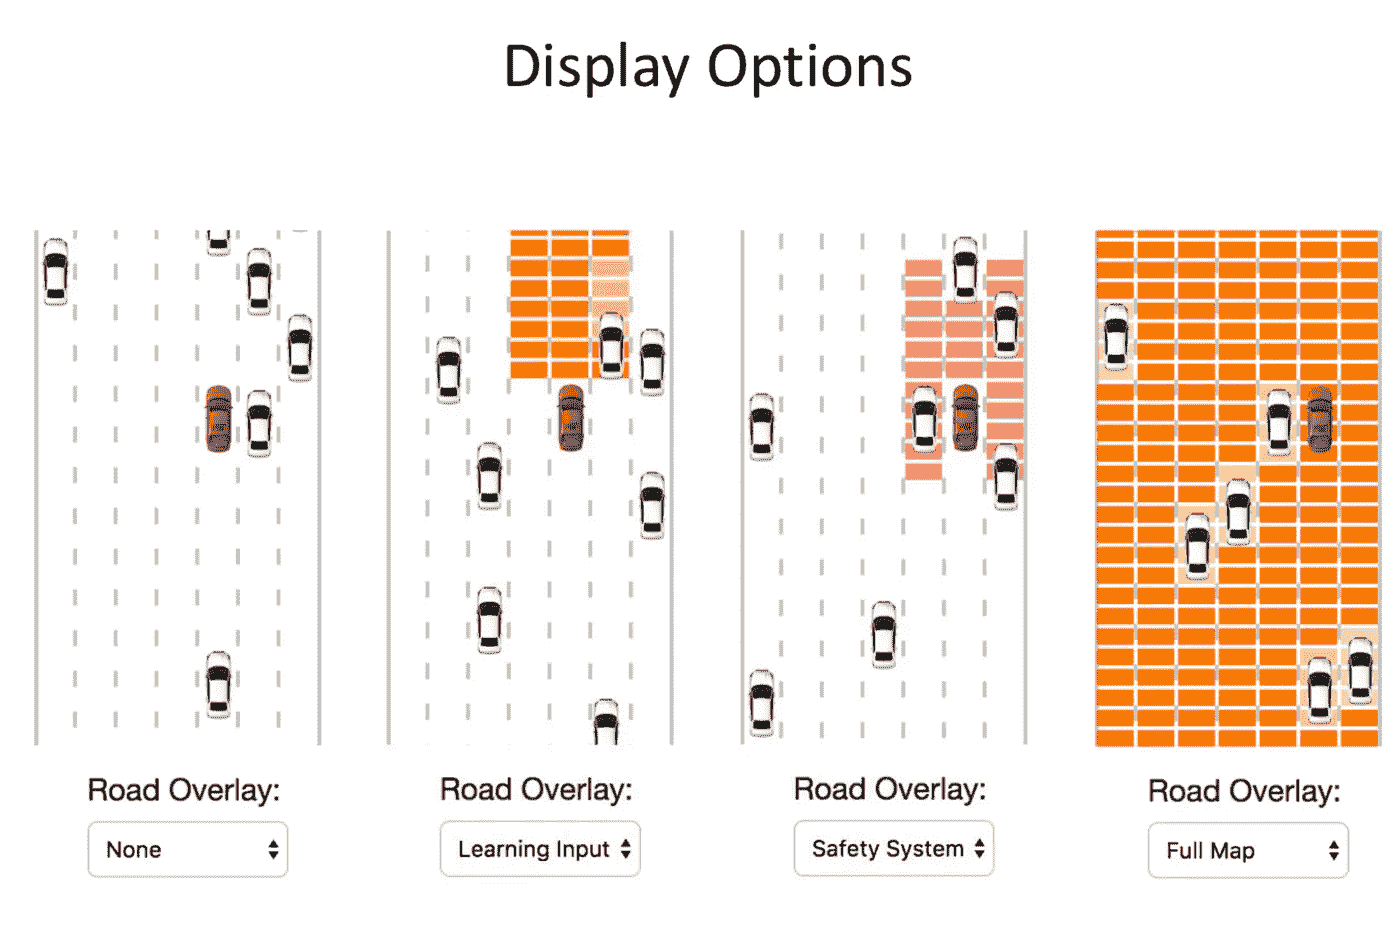 Display Options
Road Overlay:
None
Road Overlay:
Learning Input
Road Overlay:
Safety System
Road Overlay:
Full Map